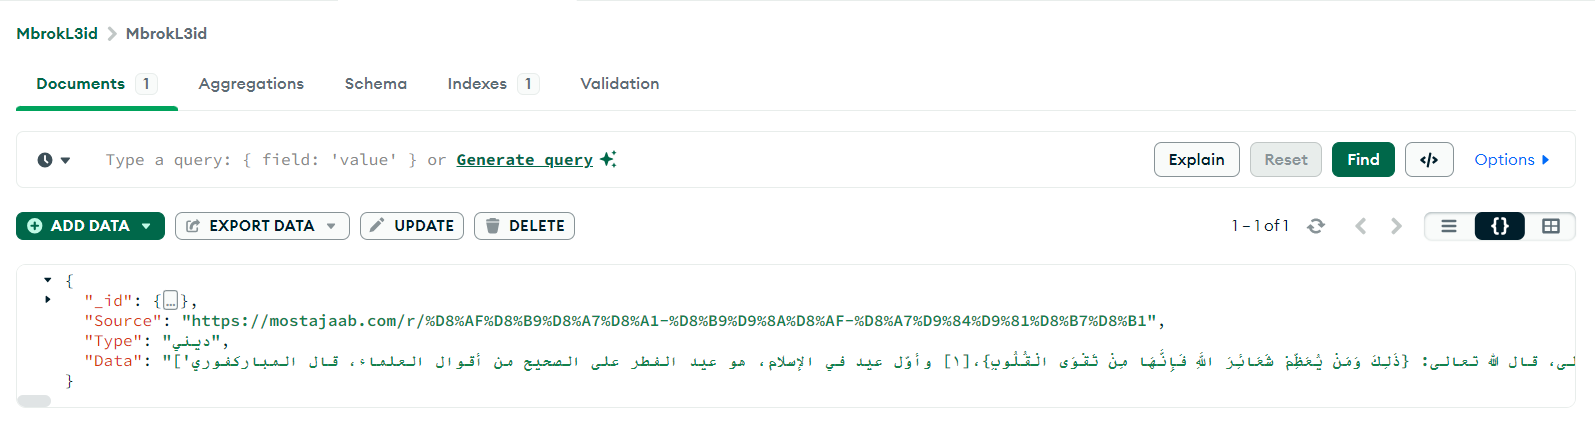 MbrokL3id > MbrokL3id
Documents 1 Aggregations Schema Indexes 1 Validation
Type a query: { field: 'value' } or Generate query Explain Reset Find </> Options
ADD DATA EXPORT DATA UPDATE DELETE 1 – 1 of 1 {}
{
"_id": {…},
"Source": "https://mostajaab.com/r/%D8%AF%D8%B9%D8%A7%D8%A1-%D8%B9%D9%8A%D8%AF-%D8%A7%D9%84%D9%81%D8%B7%D8%B1",
"Type": "ديني",
"Data": "['لى، قال الله تعالى: {ذَلِكَ وَمَنْ يُعَظِّمْ شَعَائِرَ اللَّهِ فَإِنَّهَا مِنْ تَقْوَى الْقُلُوبِ}،[١] وأوّل عيد في الإسلام، هو عيد الفطر على الصحيح من أقوال العلماء، قال المباركفوري
}